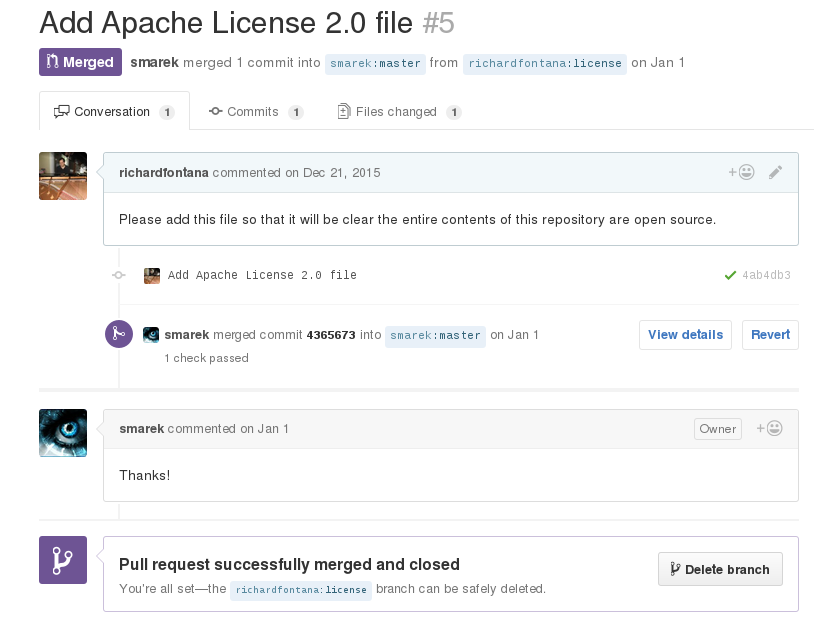 Add Apache License 2.0 file #5
Merged smarek merged 1 commit into smarek:master from richardfontana:license on Jan 1
Conversation 1 Commits 1 Files changed 1
richardfontana commented on Dec 21, 2015
Please add this file so that it will be clear the entire contents of this repository are open source.
Add Apache License 2.0 file 4ab4db3
smarek merged commit 4365673 into smarek:master on Jan 1 View details Revert
1 check passed
smarek commented on Jan 1 Owner
Thanks!
Pull request successfully merged and closed
You're all set—the richardfontana:license branch can be safely deleted. Delete branch